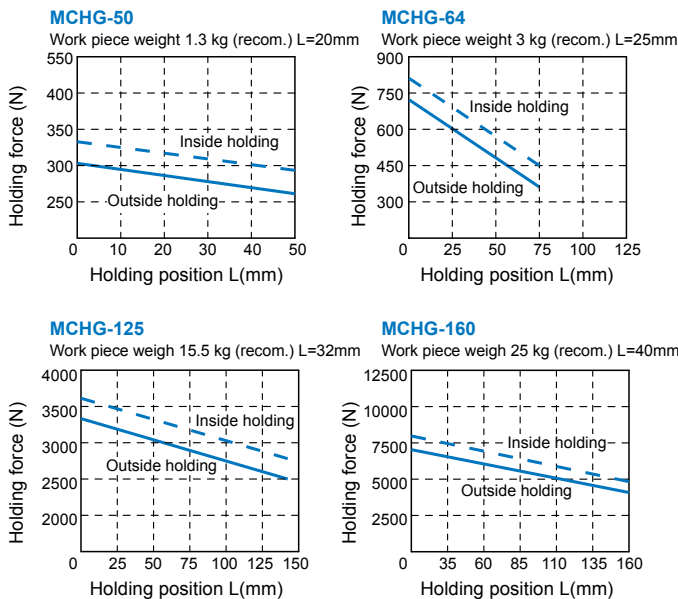 MCHG-50
Work piece weight 1.3 kg (recom.) L=20mm
Holding force (N)
550
400
350
300
250
Inside holding
Outside holding
0 10 20 30 40 50
Holding position L(mm)
MCHG-64
Work piece weight 3 kg (recom.) L=25mm
Holding force (N)
900
750
600
450
300
Inside holding
Outside holding
0 25 50 75 100 125
Holding position L(mm)
MCHG-125
Work piece weigh 15.5 kg (recom.) L=32mm
Holding force (N)
4000
3500
3000
2500
2000
Inside holding
Outside holding
0 25 50 75 100 125 150
Holding position L(mm)
MCHG-160
Work piece weigh 25 kg (recom.) L=40mm
Holding force (N)
12500
10000
7500
5000
2500
Inside holding
Outside holding
0 35 60 85 110 135 160
Holding position L(mm)